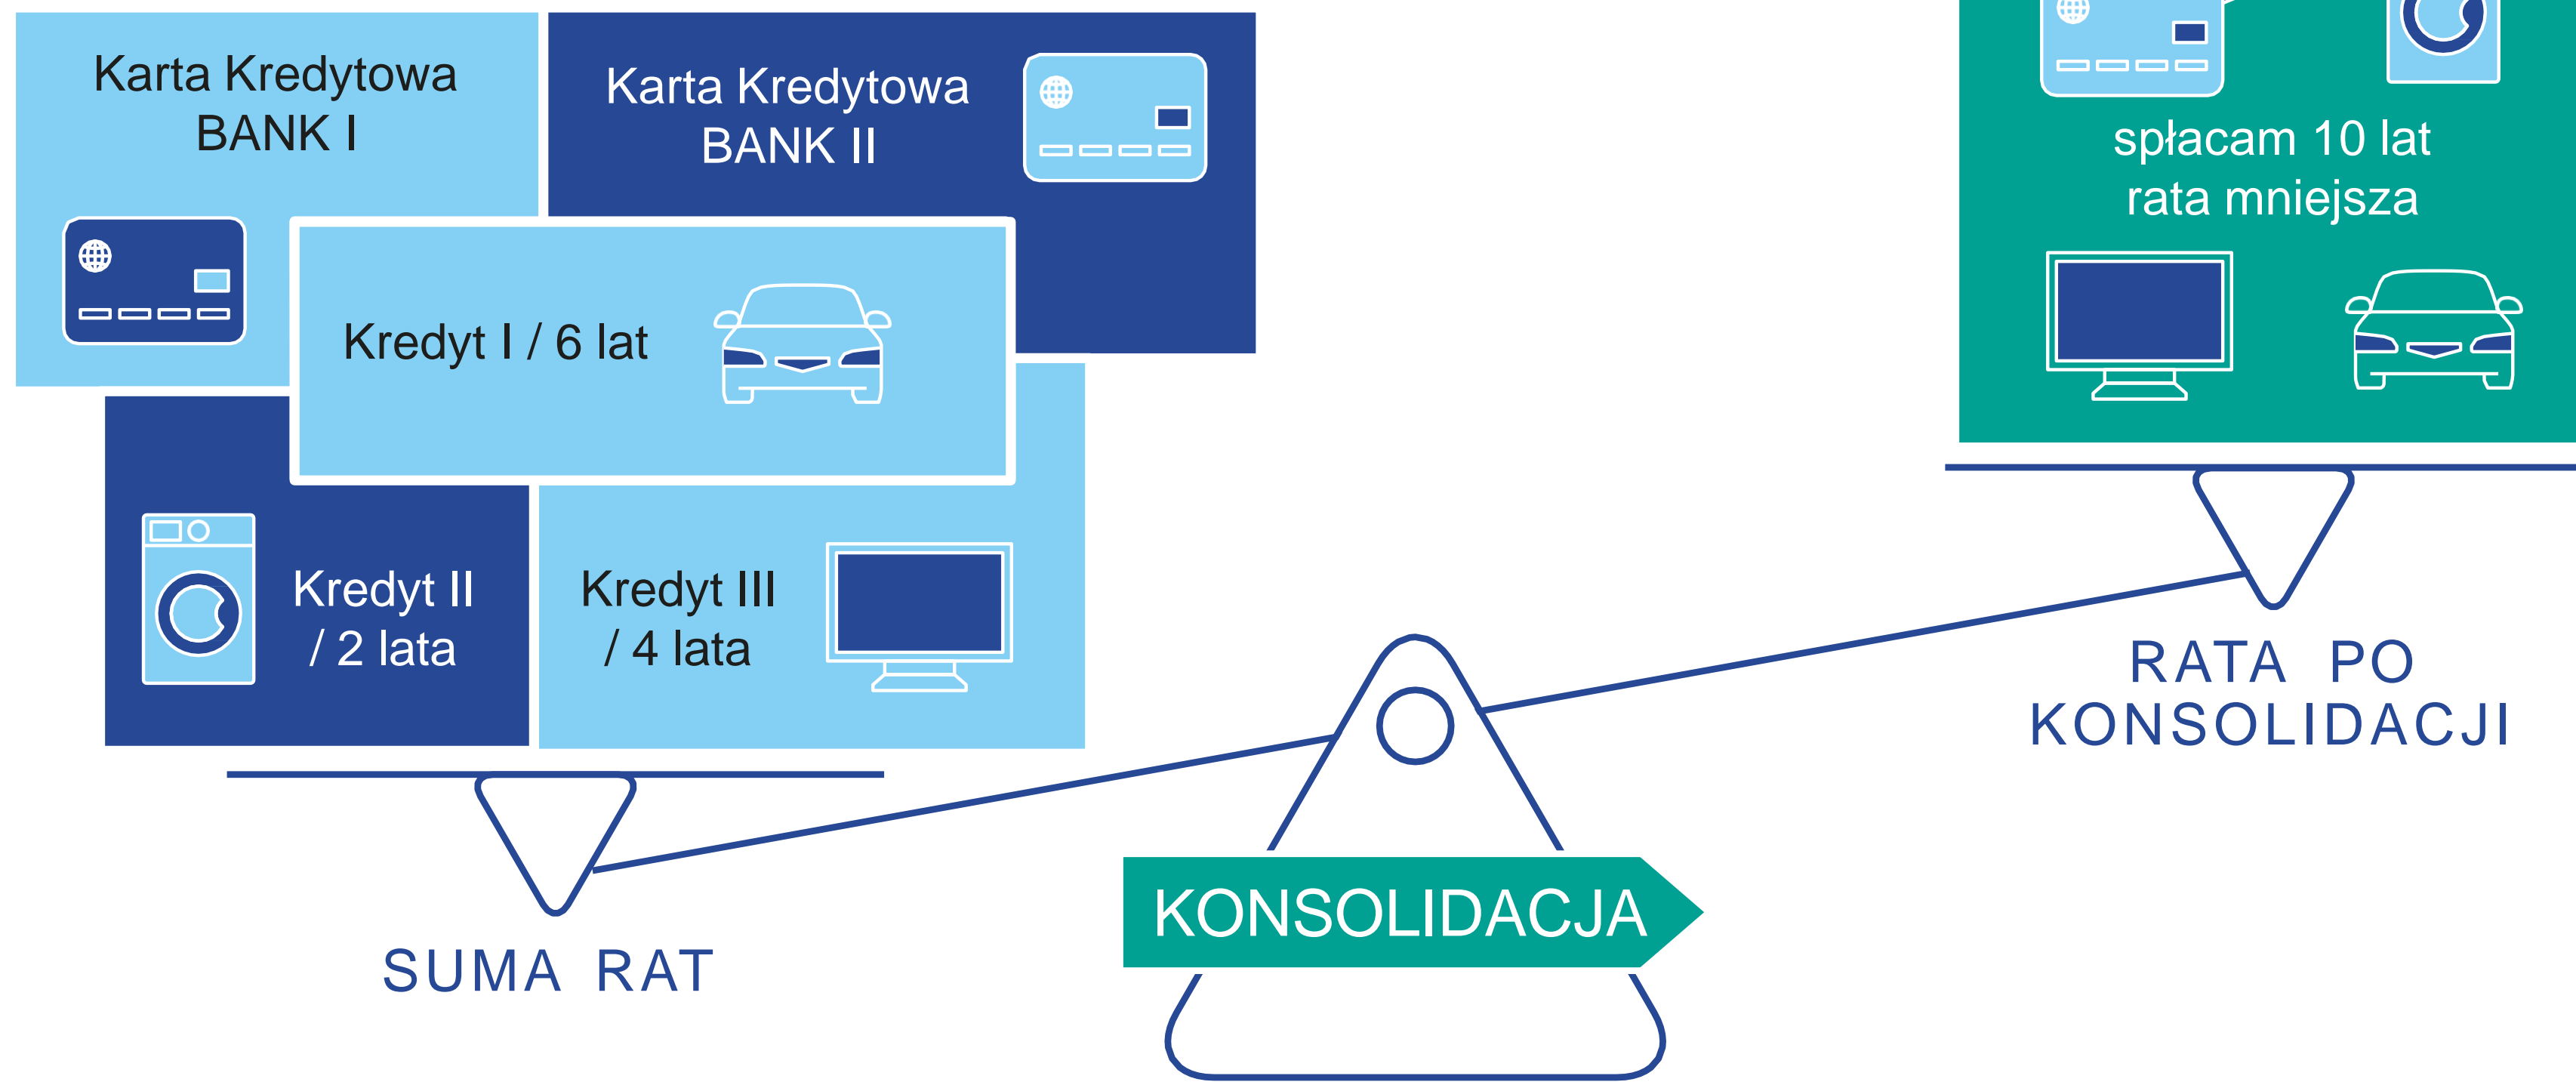 Karta Kredytowa
BANK I
Karta Kredytowa
BANK II
Kredyt I / 6 lat
Kredyt II
/ 2 lata
Kredyt III
/ 4 lata
SUMA RAT
KONSOLIDACJA
spłacam 10 lat
rata mniejsza
RATA PO
KONSOLIDACJI